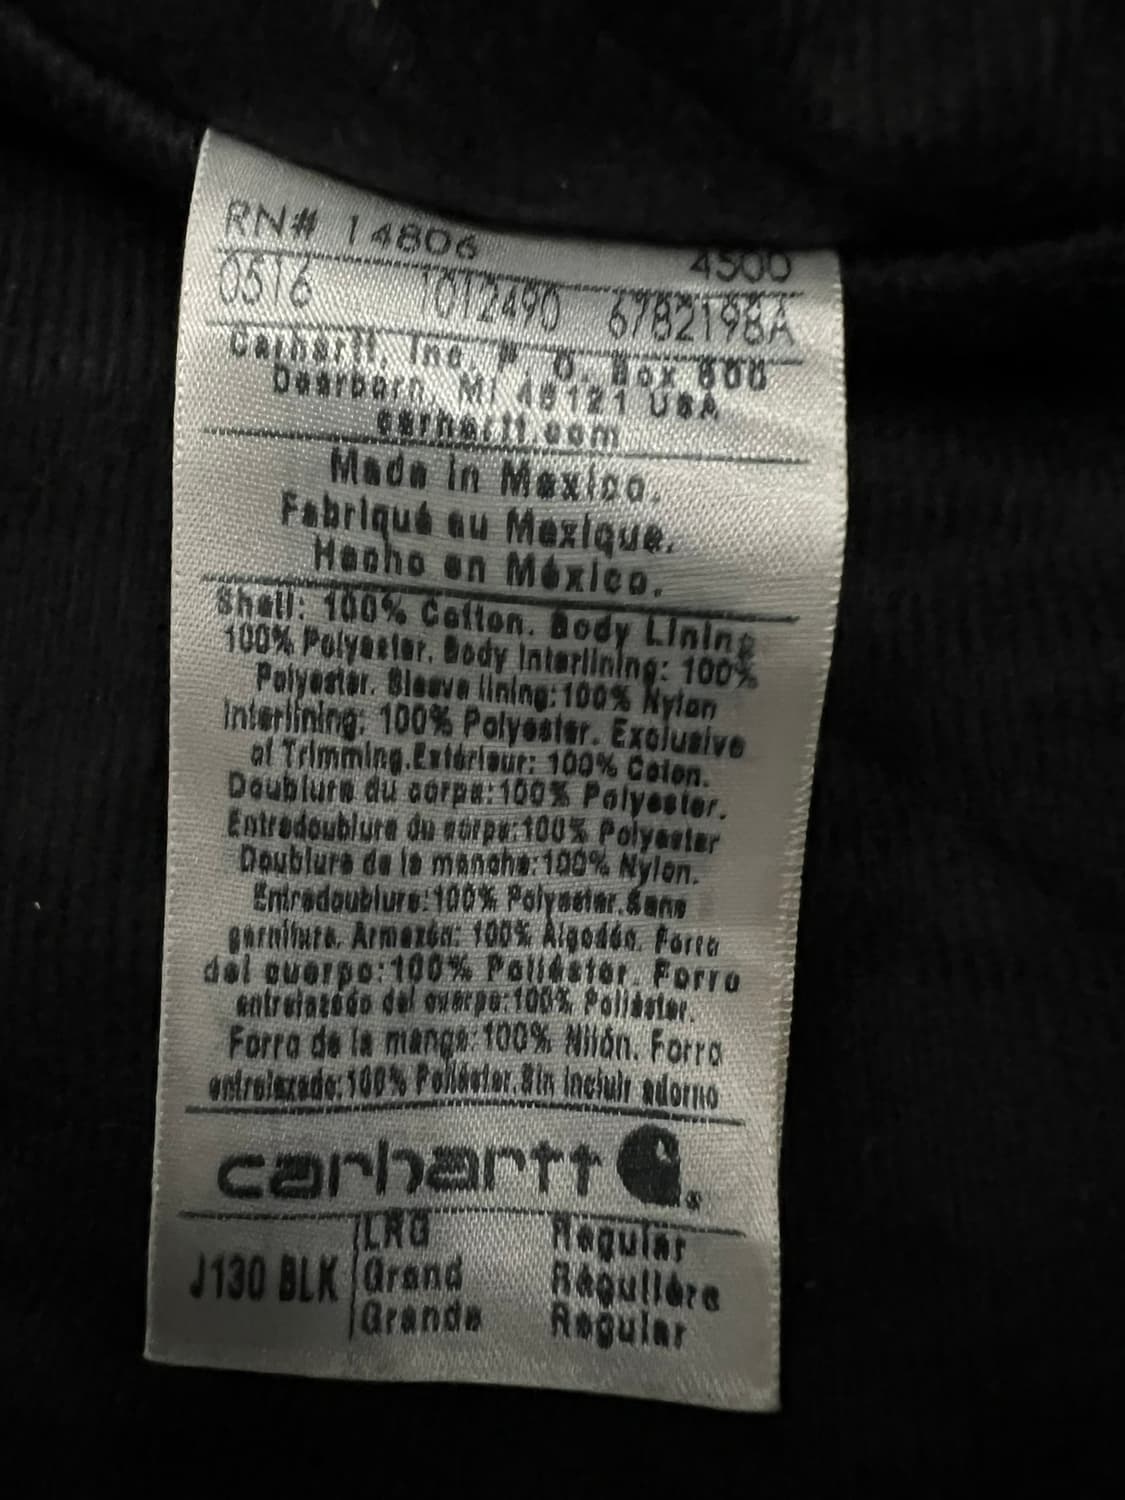 RN# 14806 4500
0516 1012490 6782198A
Carhartt, Inc. P. O. Box 600
Dearborn, MI 48121 USA
carhartt.com
Made in Mexico.
Fabriqué au Mexique.
Hecho en México.
Shell: 100% Cotton. Body Lining
100% Polyester. Body Interlining: 100%
Polyester. Sleeve lining:100% Nylon
Interlining: 100% Polyester. Exclusive
of Trimming.Extérieur: 100% Coton.
Doublure du corps:100% Polyester.
Entredoublure du corps:100% Polyester
Doublure de la manche:100% Nylon.
Entredoublure:100% Polyester.Sans
garniture. Armazón: 100% Algodón. Forro
del cuerpo:100% Poliéster. Forro
entrelazado del cuerpo:100% Poliéster.
Forro de la manga:100% Nilón. Forro
entrelazado:100% Poliéster.Sin incluir adorno
carhartt
J130 BLK
LRG Regular
Grand Régulière
Grande Regular